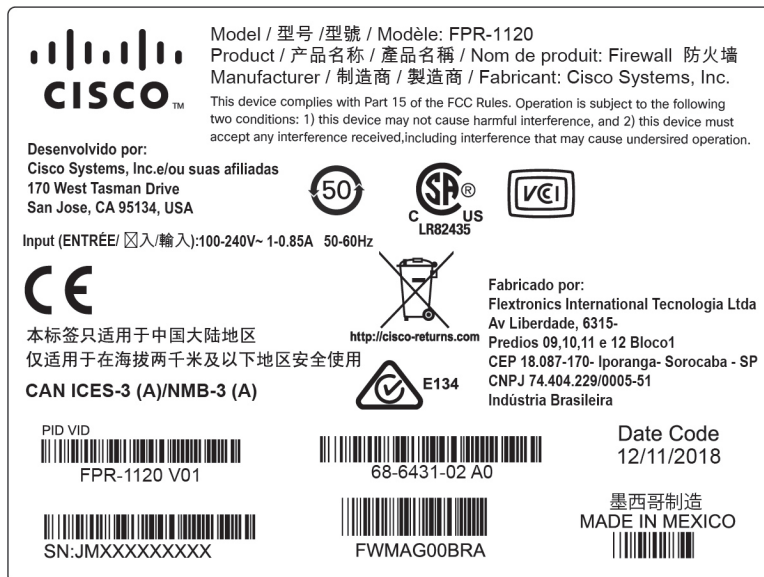 Model / 型号 /型號 / Modèle: FPR-1120
Product / 产品名称 / 產品名稱 / Nom de produit: Firewall 防火墙
Manufacturer / 制造商 / 製造商 / Fabricant: Cisco Systems, Inc.
CISCO™
This device complies with Part 15 of the FCC Rules. Operation is subject to the following
two conditions: 1) this device may not cause harmful interference, and 2) this device must
accept any interference received,including interference that may cause undersired operation.
Desenvolvido por:
Cisco Systems, Inc.e/ou suas afiliadas
170 West Tasman Drive
San Jose, CA 95134, USA
50
SA®
C US
LR82435
VCI
Input (ENTRÉE/ ☒入/輸入):100-240V~ 1-0.85A 50-60Hz
CE
http://cisco-returns.com
Fabricado por:
Flextronics International Tecnologia Ltda
Av Liberdade, 6315-
Predios 09,10,11 e 12 Bloco1
CEP 18.087-170- Iporanga- Sorocaba - SP
CNPJ 74.404.229/0005-51
Indústria Brasileira
本标签只适用于中国大陆地区
仅适用于在海拔两千米及以下地区安全使用
CAN ICES-3 (A)/NMB-3 (A)
E134
PID VID
FPR-1120 V01
68-6431-02 A0
Date Code
12/11/2018
SN:JMXXXXXXXXX
FWMAG00BRA
墨西哥制造
MADE IN MEXICO